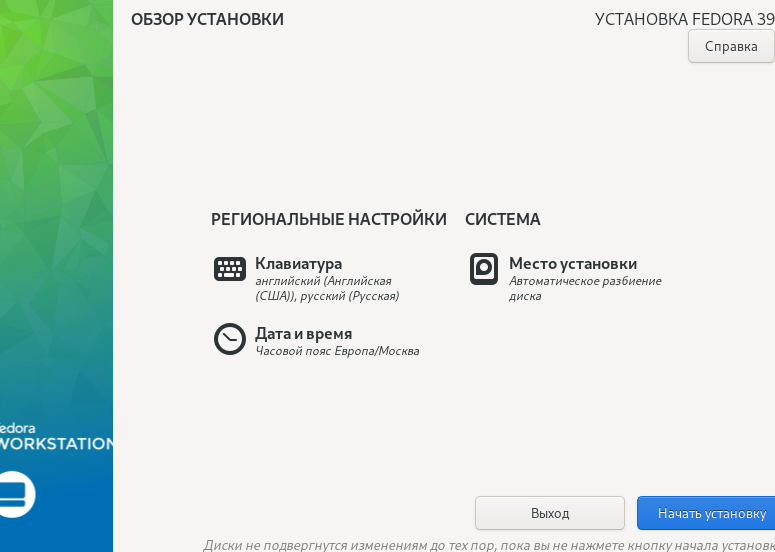 ОБЗОР УСТАНОВКИ
УСТАНОВКА FEDORA 39
Справка
РЕГИОНАЛЬНЫЕ НАСТРОЙКИ
СИСТЕМА
Клавиатура
английский (Английская
(США)), русский (Русская)
Место установки
Автоматическое разбиение
диска
Дата и время
Часовой пояс Европа/Москва
fedora
WORKSTATION
Выход
Начать установку
Диски не подвергнутся изменениям до тех пор, пока вы не нажмете кнопку начала установк